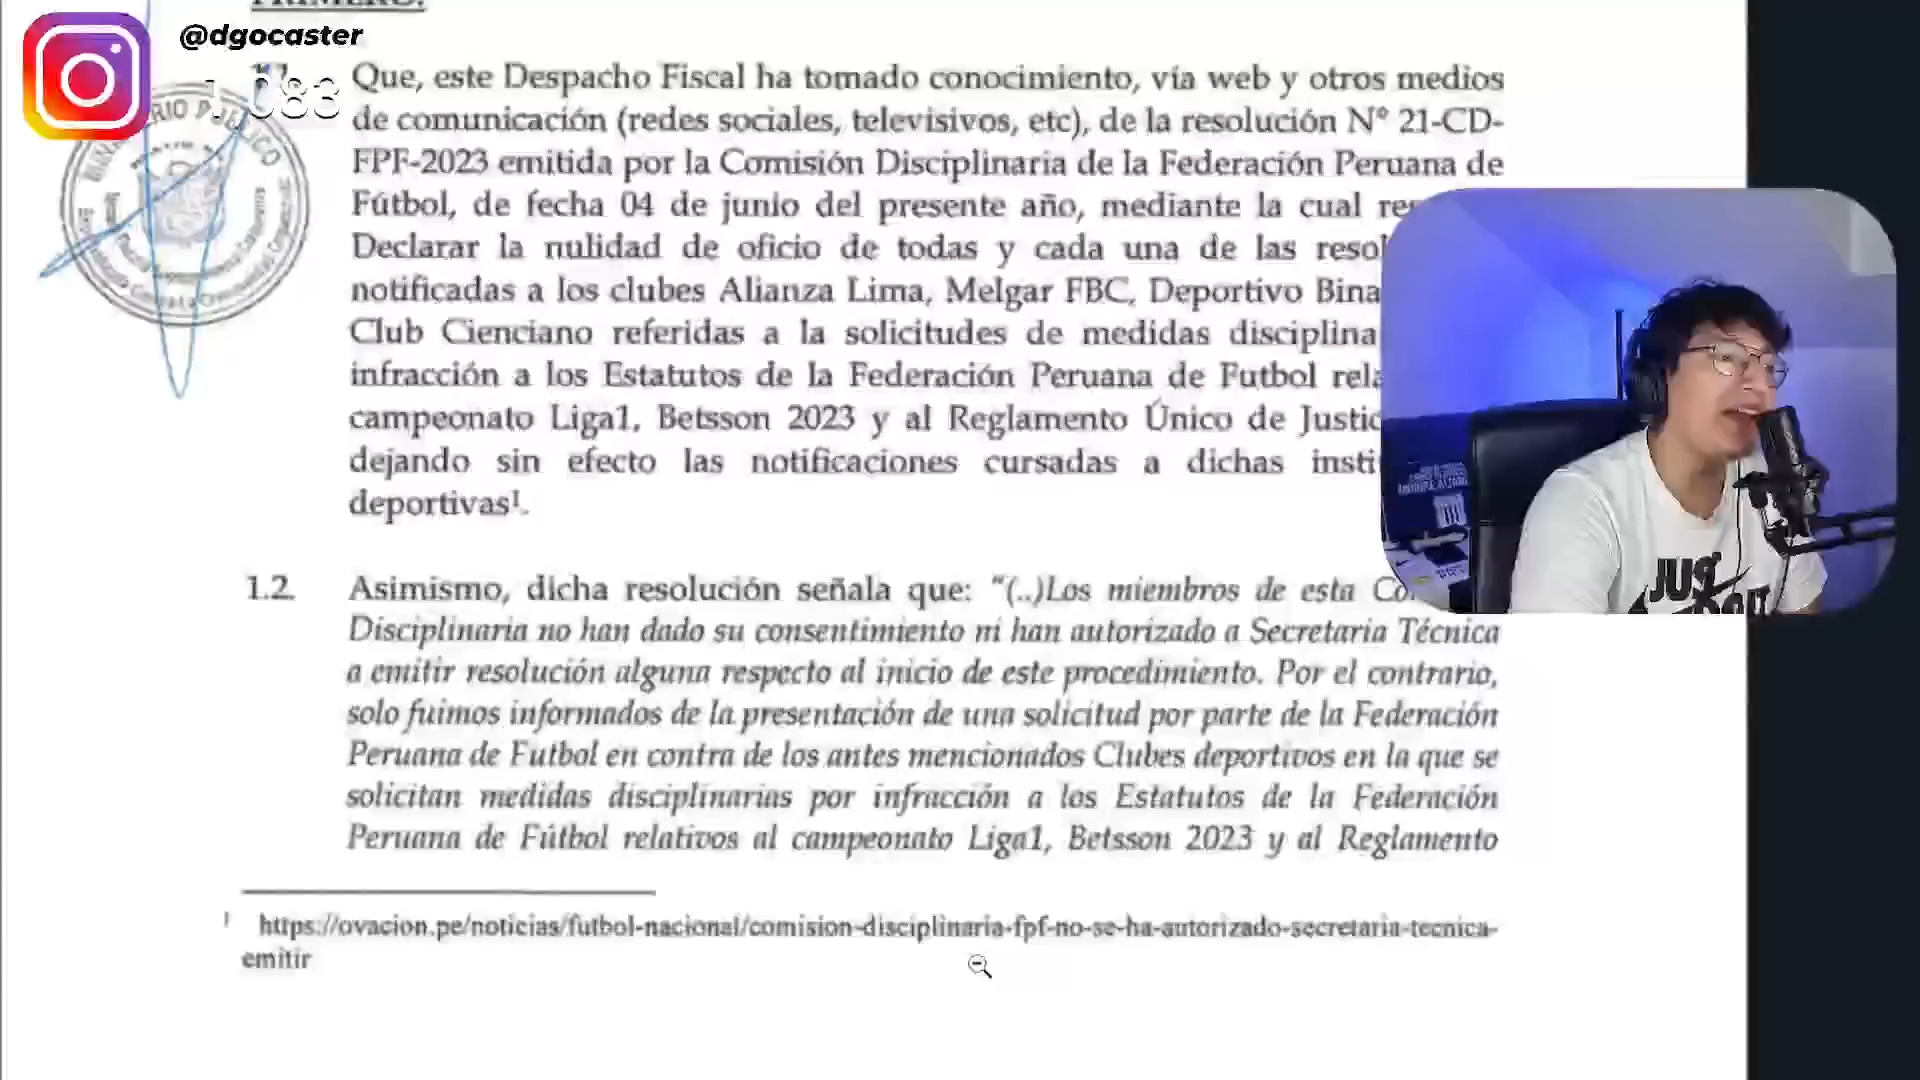 PRIMERO:
@dgocaster
Que, este Despacho Fiscal ha tomado conocimiento, vía web y otros medios
de comunicación (redes sociales, televisivos, etc), de la resolución N° 21-CD-
FPF-2023 emitida por la Comisión Disciplinaria de la Federación Peruana de
Fútbol, de fecha 04 de junio del presente año, mediante la cual
Declarar la nulidad de oficio de todas y cada una de las
notificadas a los clubes Alianza Lima, Melgar FBC, Deportivo
Club Cienciano referidas a la solicitudes de medidas
infracción a los Estatutos de la Federación Peruana de Futbol
campeonato Liga1, Betsson 2023 y al Reglamento Único de
dejando sin efecto las notificaciones cursadas a dichas
deportivas¹.
1.2. Asimismo, dicha resolución señala que: "(..)Los miembros de esta
Disciplinaria no han dado su consentimiento ni han autorizado a Secretaria Técnica
a emitir resolución alguna respecto al inicio de este procedimiento. Por el contrario,
solo fuimos informados de la presentación de una solicitud por parte de la Federación
Peruana de Futbol en contra de los antes mencionados Clubes deportivos en la que se
solicitan medidas disciplinarias por infracción a los Estatutos de la Federación
Peruana de Fútbol relativos al campeonato Liga1, Betsson 2023 y al Reglamento
¹ https://ovacion.pe/noticias/futbol-nacional/comision-disciplinaria-fpf-no-se-ha-autorizado-secretaria-tecnica-
emitir
JUST